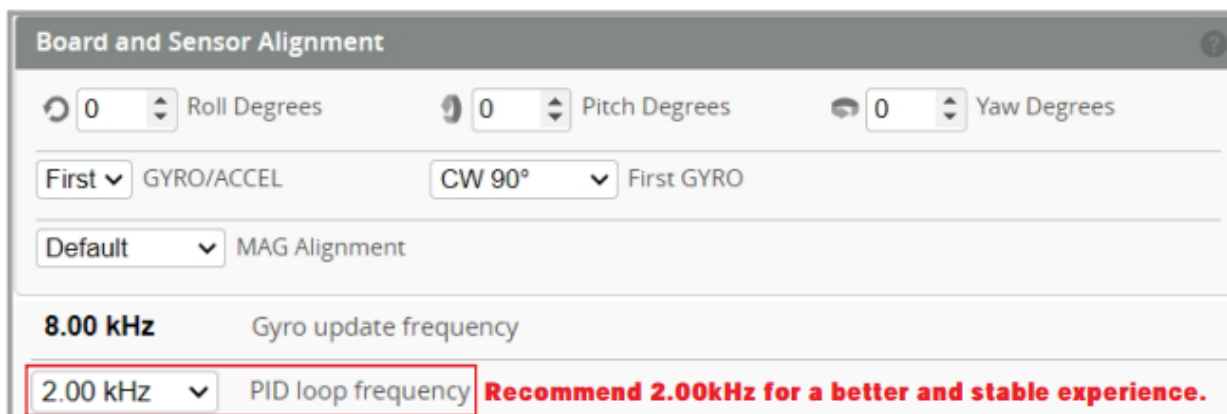 Board and Sensor Alignment ?
0 Roll Degrees 0 Pitch Degrees 0 Yaw Degrees
First GYRO/ACCEL CW 90° First GYRO
Default MAG Alignment
8.00 kHz Gyro update frequency
2.00 kHz PID loop frequency Recommend 2.00kHz for a better and stable experience.